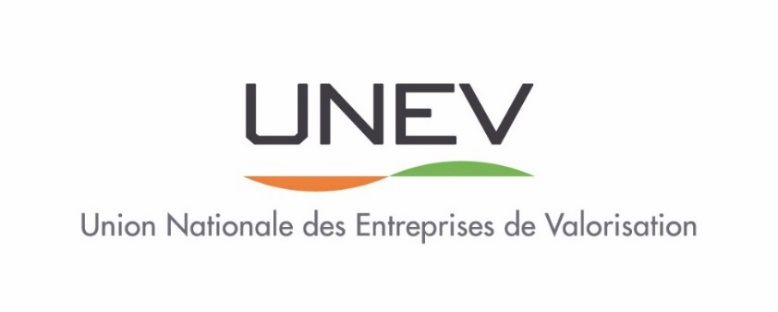 UNEV
Union Nationale des Entreprises de Valorisation